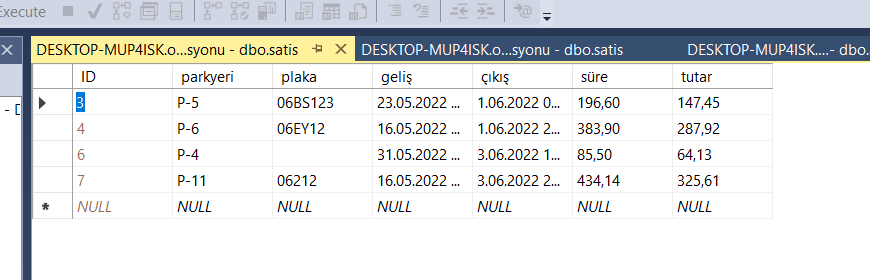 Execute
DESKTOP-MUP4ISK.o...syonu - dbo.satis DESKTOP-MUP4ISK.o...syonu - dbo.satis DESKTOP-MUP4ISK....- dbo.
ID parkyeri plaka geliş çıkış süre tutar
3 P-5 06BS123 23.05.2022 ... 1.06.2022 0... 196,60 147,45
4 P-6 06EY12 16.05.2022 ... 1.06.2022 2... 383,90 287,92
6 P-4 31.05.2022 ... 3.06.2022 1... 85,50 64,13
7 P-11 06212 16.05.2022 ... 3.06.2022 2... 434,14 325,61
* NULL NULL NULL NULL NULL NULL NULL